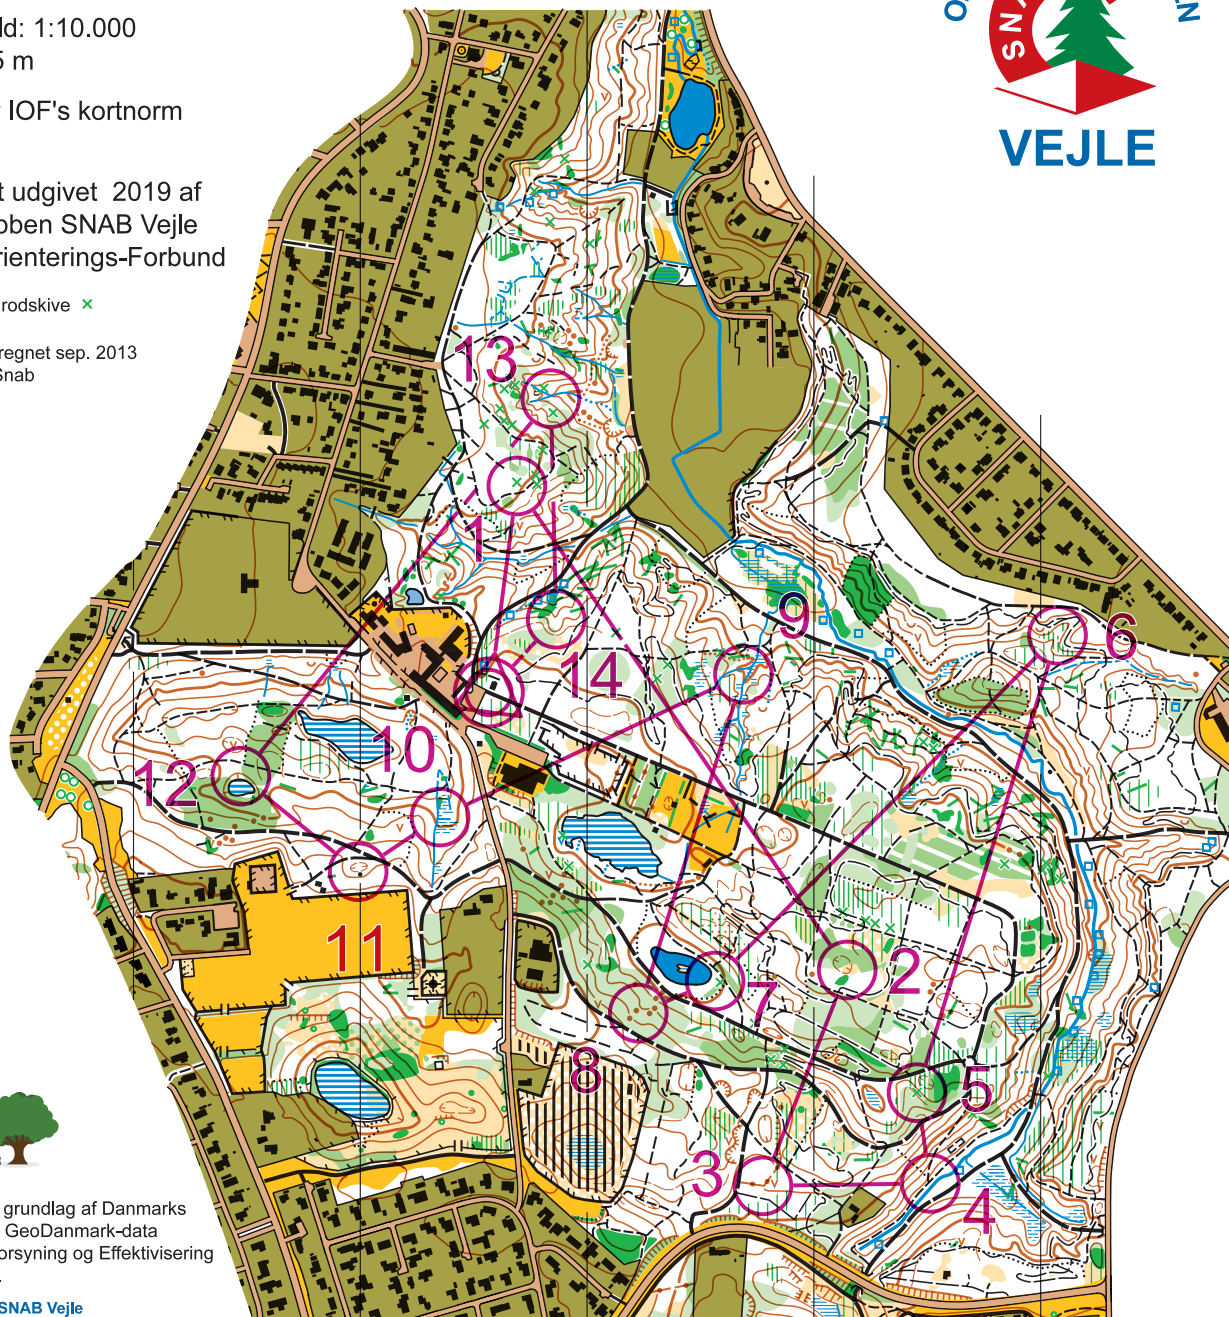 ld: 1:10.000
5 m
IOF's kortnorm
t udgivet 2019 af
bben SNAB Vejle
rienterings-Forbund
rodskive ×
regnet sep. 2013
Snab
SNA
VEJLE
13
1
9
6
14
10
12
11
2
7
8
5
3
4
grundlag af Danmarks
GeoDanmark-data
orsyning og Effektivisering
SNAB Vejle